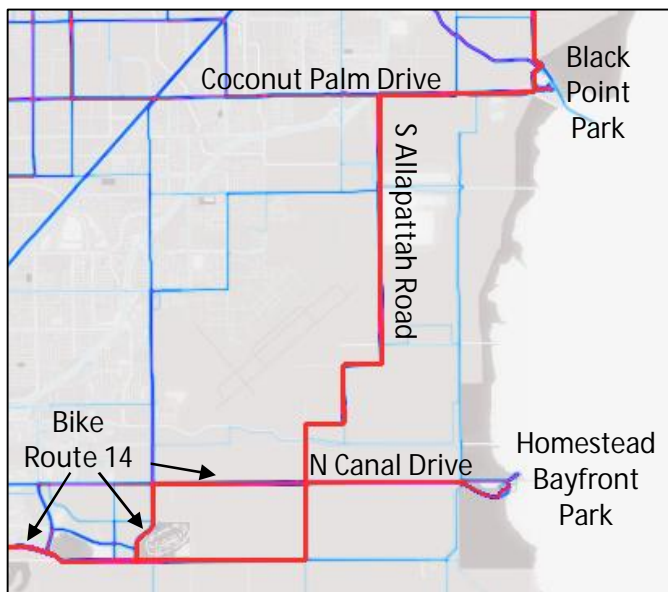 Coconut Palm Drive
Black
Point
Park
S Allapattah Road
Bike
Route 14
N Canal Drive
Homestead
Bayfront
Park